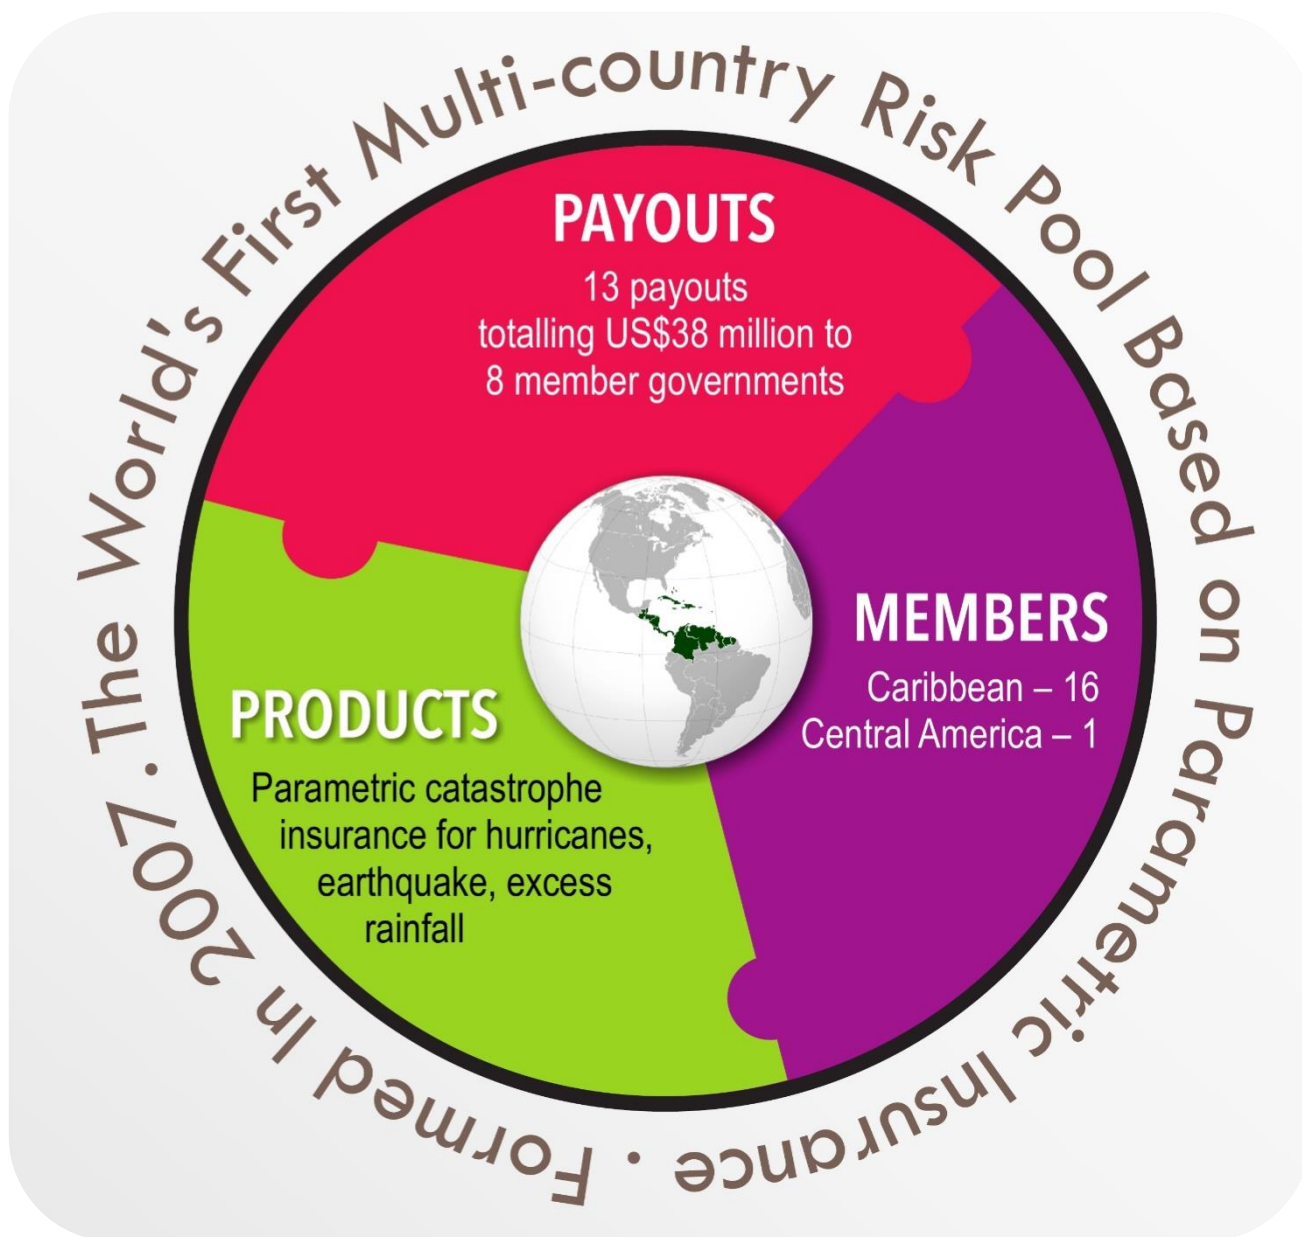 The World's First Multi-country Risk Pool Based on Parametric Insurance . Formed In 2007 .
PAYOUTS
13 payouts
totalling US$38 million to
8 member governments
MEMBERS
Caribbean – 16
Central America – 1
PRODUCTS
Parametric catastrophe
insurance for hurricanes,
earthquake, excess
rainfall